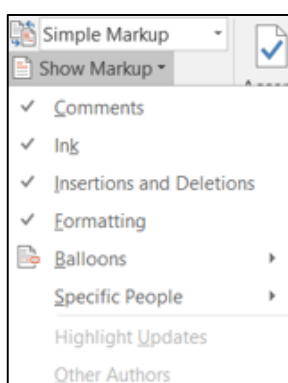 Simple Markup
Show Markup
Comments
Ink
Insertions and Deletions
Formatting
Balloons
Specific People
Highlight Updates
Other Authors